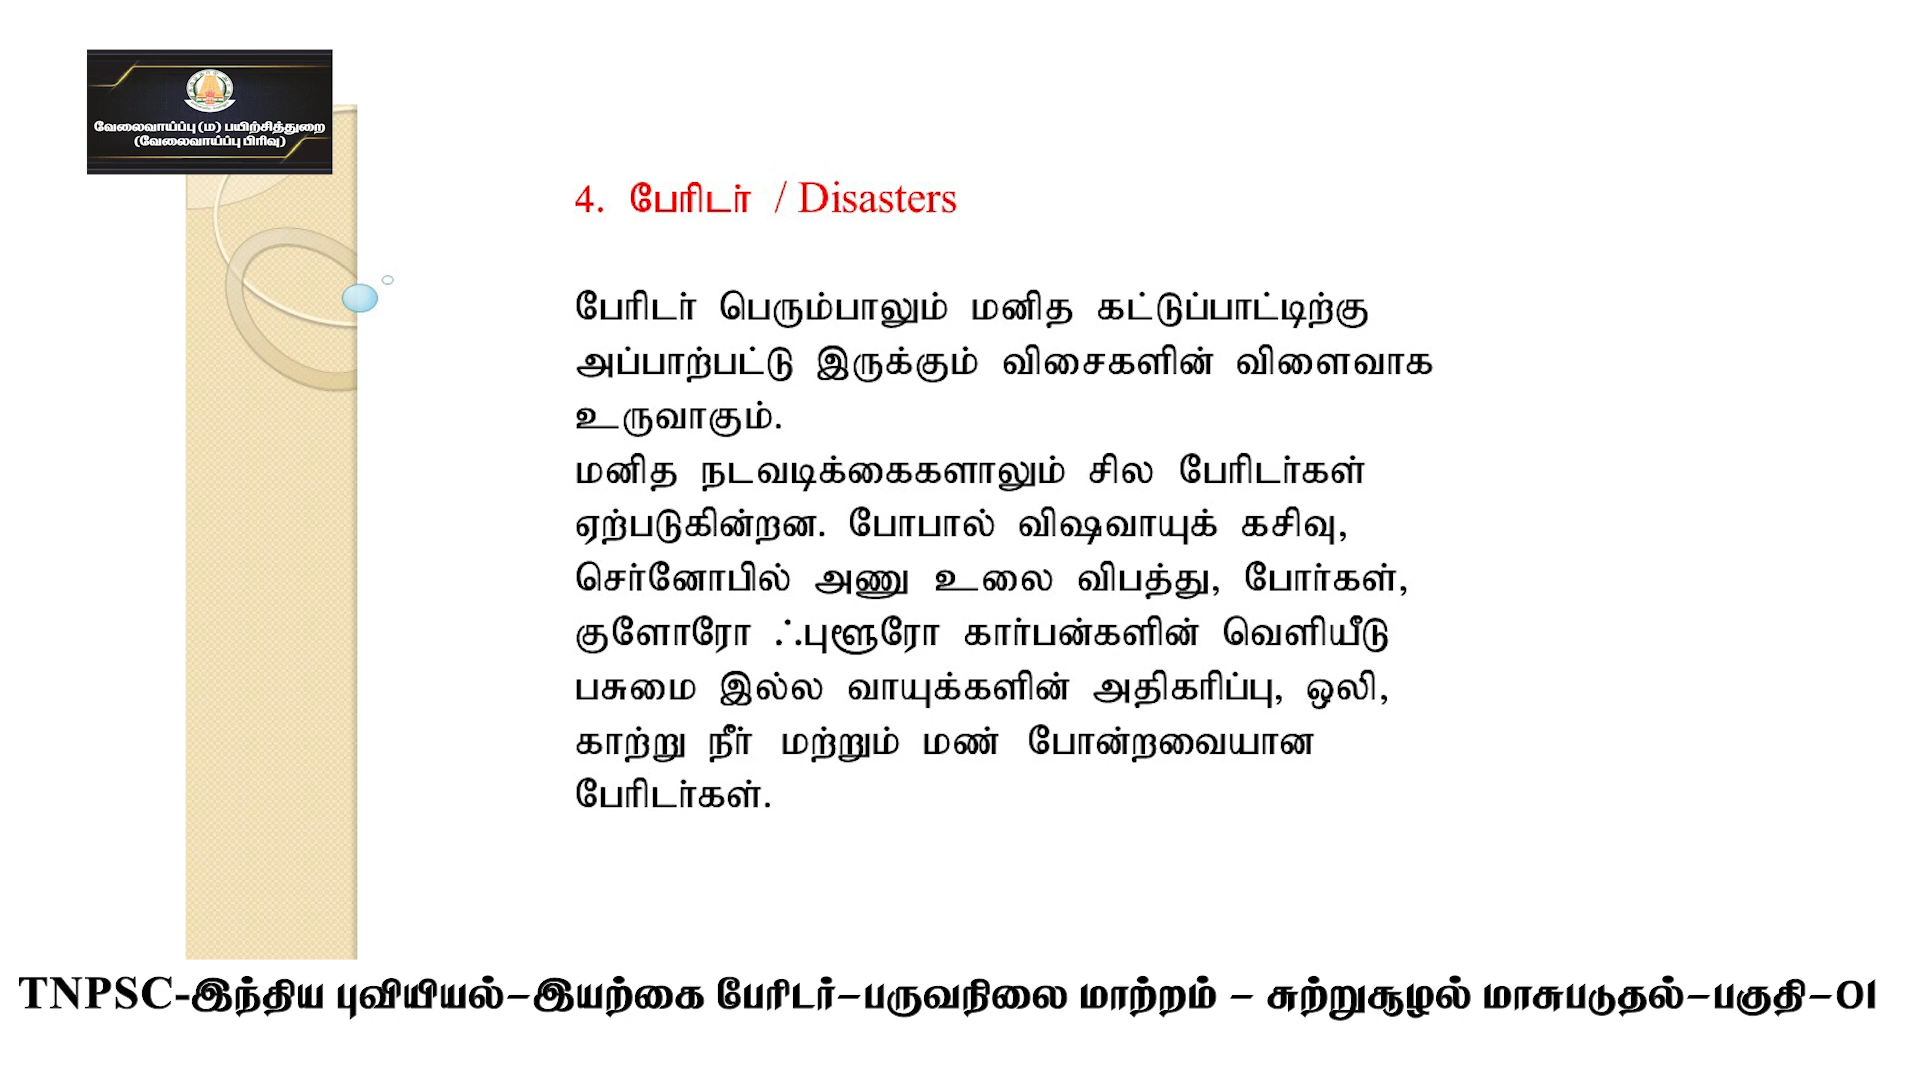 வேலைவாய்ப்பு (ம) பயிற்சித்துறை
(வேலைவாய்ப்பு பிரிவு)
4. பேரிடர் / Disasters
பேரிடர் பெரும்பாலும் மனித கட்டுப்பாட்டிற்கு
அப்பாற்பட்டு இருக்கும் விசைகளின் விளைவாக
உருவாகும்.
மனித நடவடிக்கைகளாலும் சில பேரிடர்கள்
ஏற்படுகின்றன. போபால் விஷவாயுக் கசிவு,
செர்னோபில் அணு உலை விபத்து, போர்கள்,
குளோரோ ஃபுளூரோ கார்பன்களின் வெளியீடு
பசுமை இல்ல வாயுக்களின் அதிகரிப்பு, ஒலி,
காற்று நீர் மற்றும் மண் போன்றவையான
பேரிடர்கள்.
TNPSC-இந்திய புவியியல்-இயற்கை பேரிடர்-பருவநிலை மாற்றம் - சுற்றுசூழல் மாசுபடுதல்-பகுதி-01